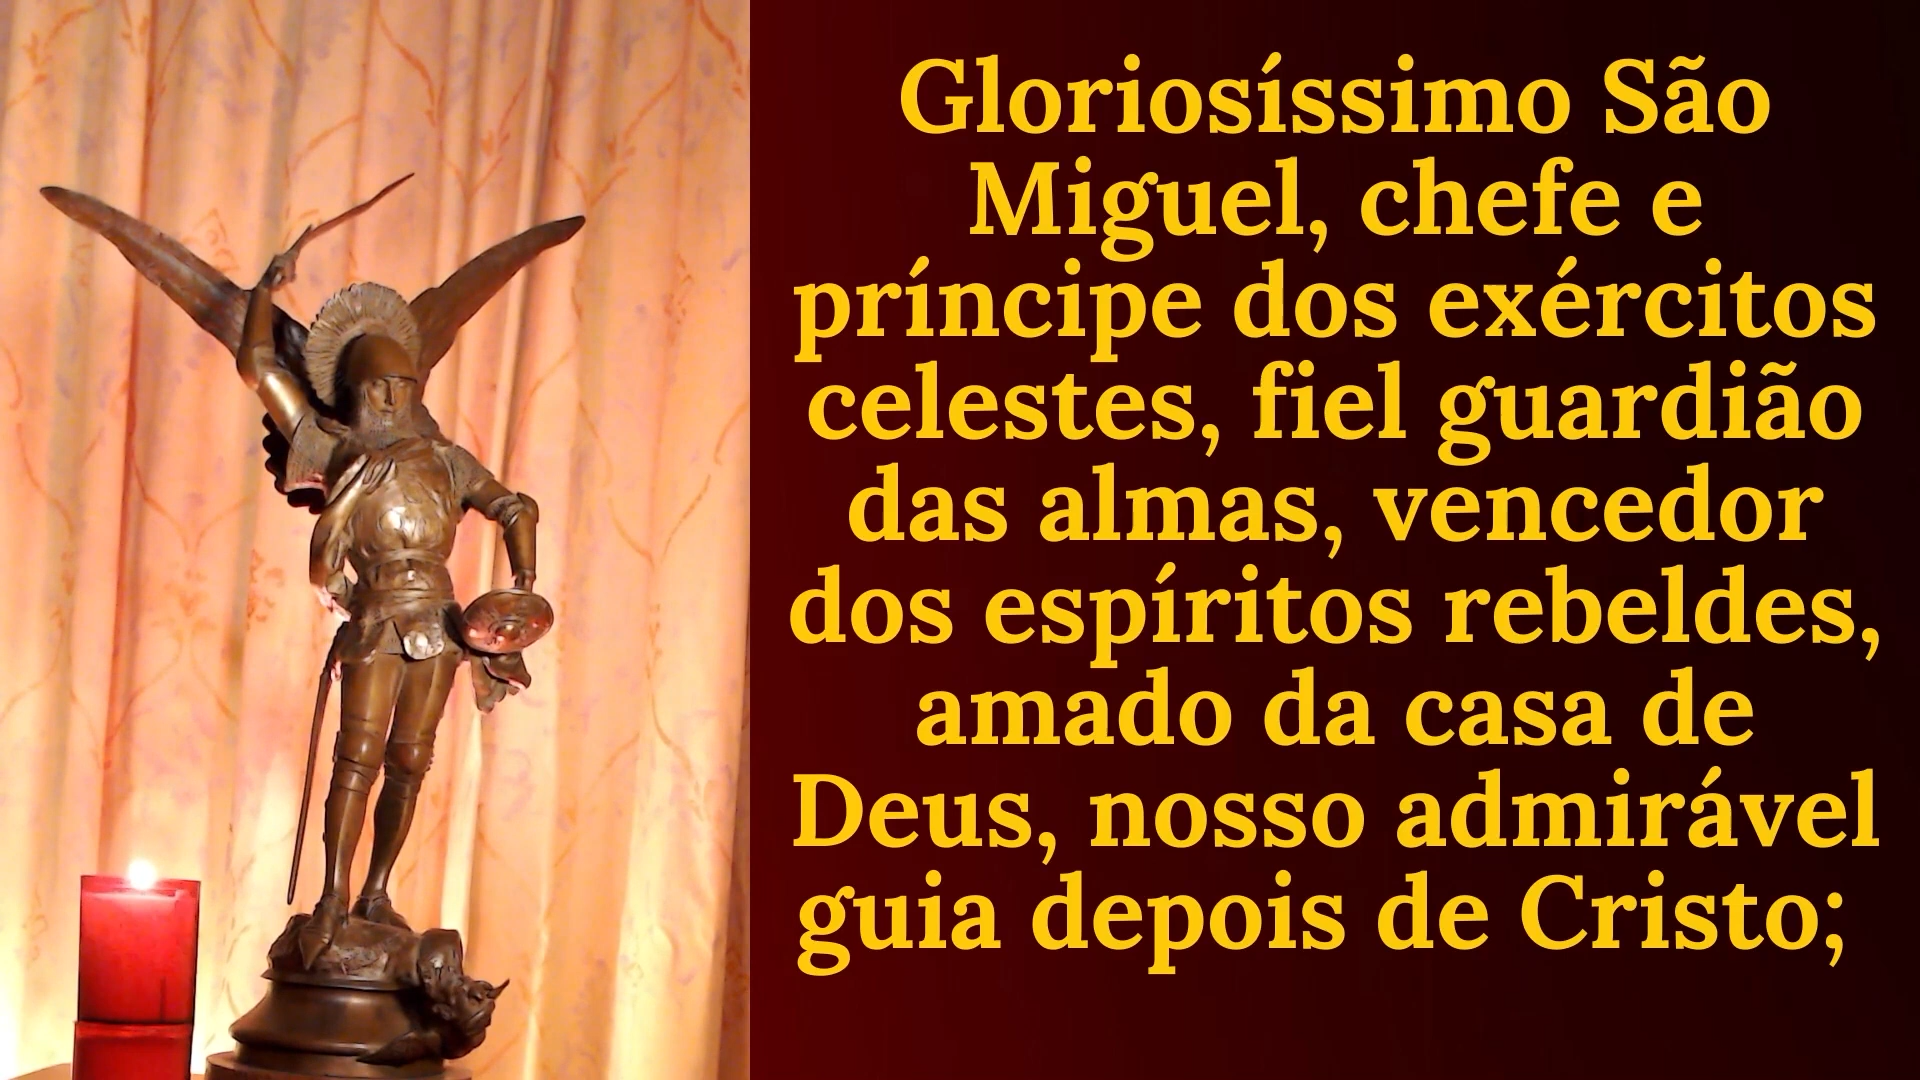 Gloriosíssimo São
Miguel, chefe e
príncipe dos exércitos
celestes, fiel guardião
das almas, vencedor
dos espíritos rebeldes,
amado da casa de
Deus, nosso admirável
guia depois de Cristo;